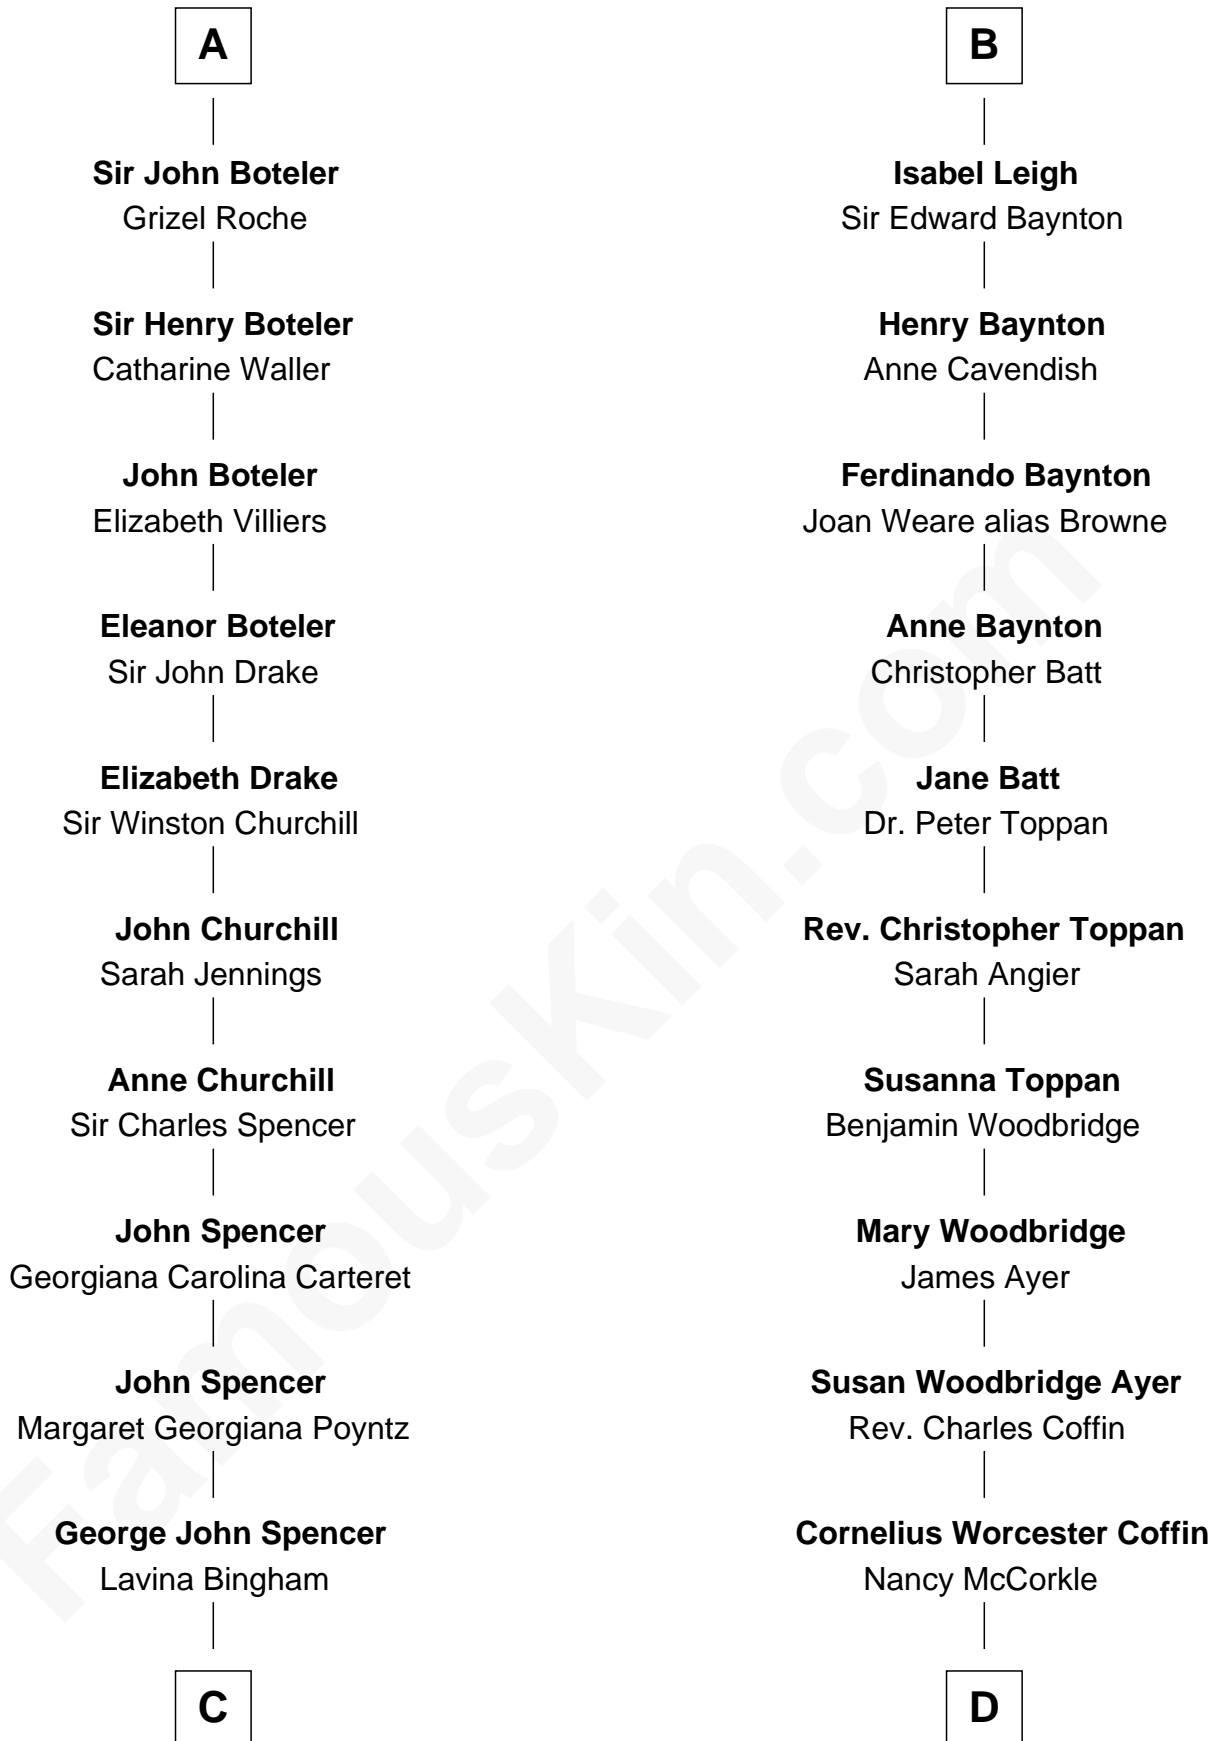 A
Sir John Boteler
Grizel Roche
Sir Henry Boteler
Catharine Waller
John Boteler
Elizabeth Villiers
Eleanor Boteler
Sir John Drake
Elizabeth Drake
Sir Winston Churchill
John Churchill
Sarah Jennings
Anne Churchill
Sir Charles Spencer
John Spencer
Georgiana Carolina Carteret
John Spencer
Margaret Georgiana Poyntz
George John Spencer
Lavina Bingham
C
B
Isabel Leigh
Sir Edward Baynton
Henry Baynton
Anne Cavendish
Ferdinando Baynton
Joan Weare alias Browne
Anne Baynton
Christopher Batt
Jane Batt
Dr. Peter Toppan
Rev. Christopher Toppan
Sarah Angier
Susanna Toppan
Benjamin Woodbridge
Mary Woodbridge
James Ayer
Susan Woodbridge Ayer
Rev. Charles Coffin
Cornelius Worcester Coffin
Nancy McCorkle
D
FamousKin.com